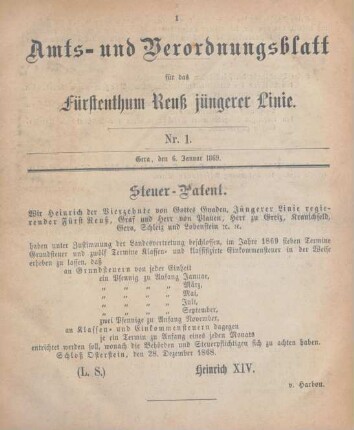 1
Amts- und Verordnungsblatt
für das
Fürstenthum Reuß jüngerer Linie.
Nr. 1.
Gera, den 6. Januar 1869.
Steuer-Patent.
Wir Heinrich der Vierzehnte von Gottes Gnaden, Jüngerer Linie regie-
render Fürst Reuß, Graf und Herr von Plauen, Herr zu Greiz, Kranichfeld,
Gera, Schleiz und Lobenstein ꝛc. ꝛc.
haben unter Zustimmung der Landesvertretung beschlossen, im Jahre 1869 sieben Termine
Grundsteuer und zwölf Termine Klassen- und klassifizirte Einkommensteuer in der Weise
erheben zu lassen, daß
an Grundsteuern von jeder Einheit
ein Pfennig zu Anfang Januar,
„ „ „ „ März,
„ „ „ „ Mai,
„ „ „ „ Juli,
„ „ „ „ September,
zwei Pfennige zu Anfang November,
an Klassen- und Einkommensteuern dagegen
je ein Termin zu Anfang eines jeden Monats
entrichtet werden soll, wonach die Behörden und Steuerpflichtigen sich zu achten haben.
Schloß Osterstein, den 28. Dezember 1868.
(L. S.) Heinrich XIV.
v. Harbou.